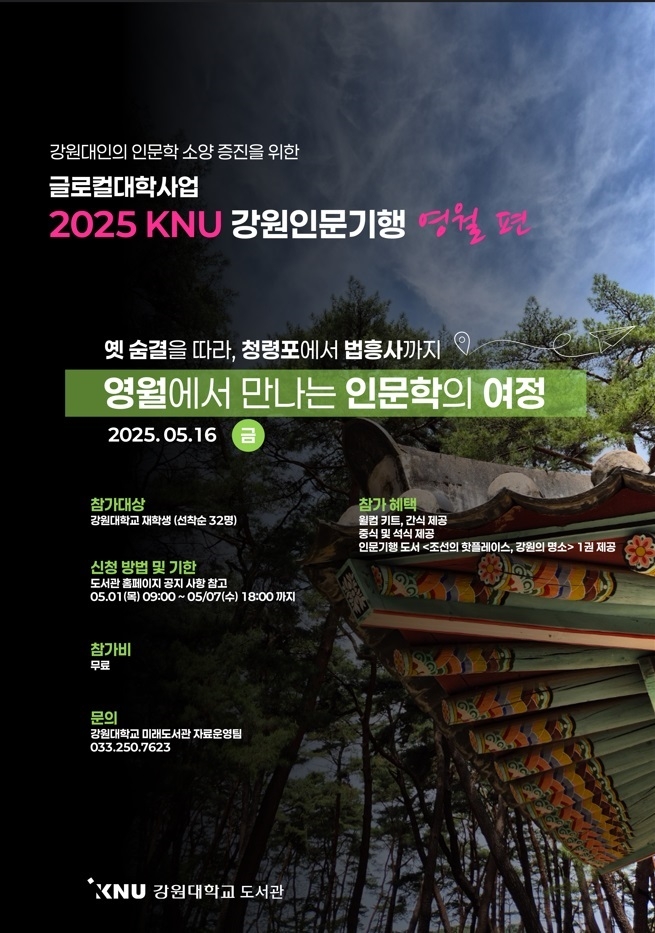 강원대인의 인문학 소양 증진을 위한
글로컬대학사업
2025 KNU 강원인문기행 영월 편
옛 숨결을 따라, 청령포에서 법흥사까지
영월에서 만나는 인문학의 여정
2025. 05.16 금
참가대상
강원대학교 재학생 (선착순 32명)
신청 방법 및 기한
도서관 홈페이지 공지 사항 참고
05.01(목) 09:00 ~ 05/07(수) 18:00 까지
참가비
무료
문의
강원대학교 미래도서관 자료운영팀
033.250.7623
참가 혜택
웰컴 키트, 간식 제공
중식 및 석식 제공
인문기행 도서 <조선의 핫플레이스, 강원의 명소> 1권 제공
KNU 강원대학교 도서관